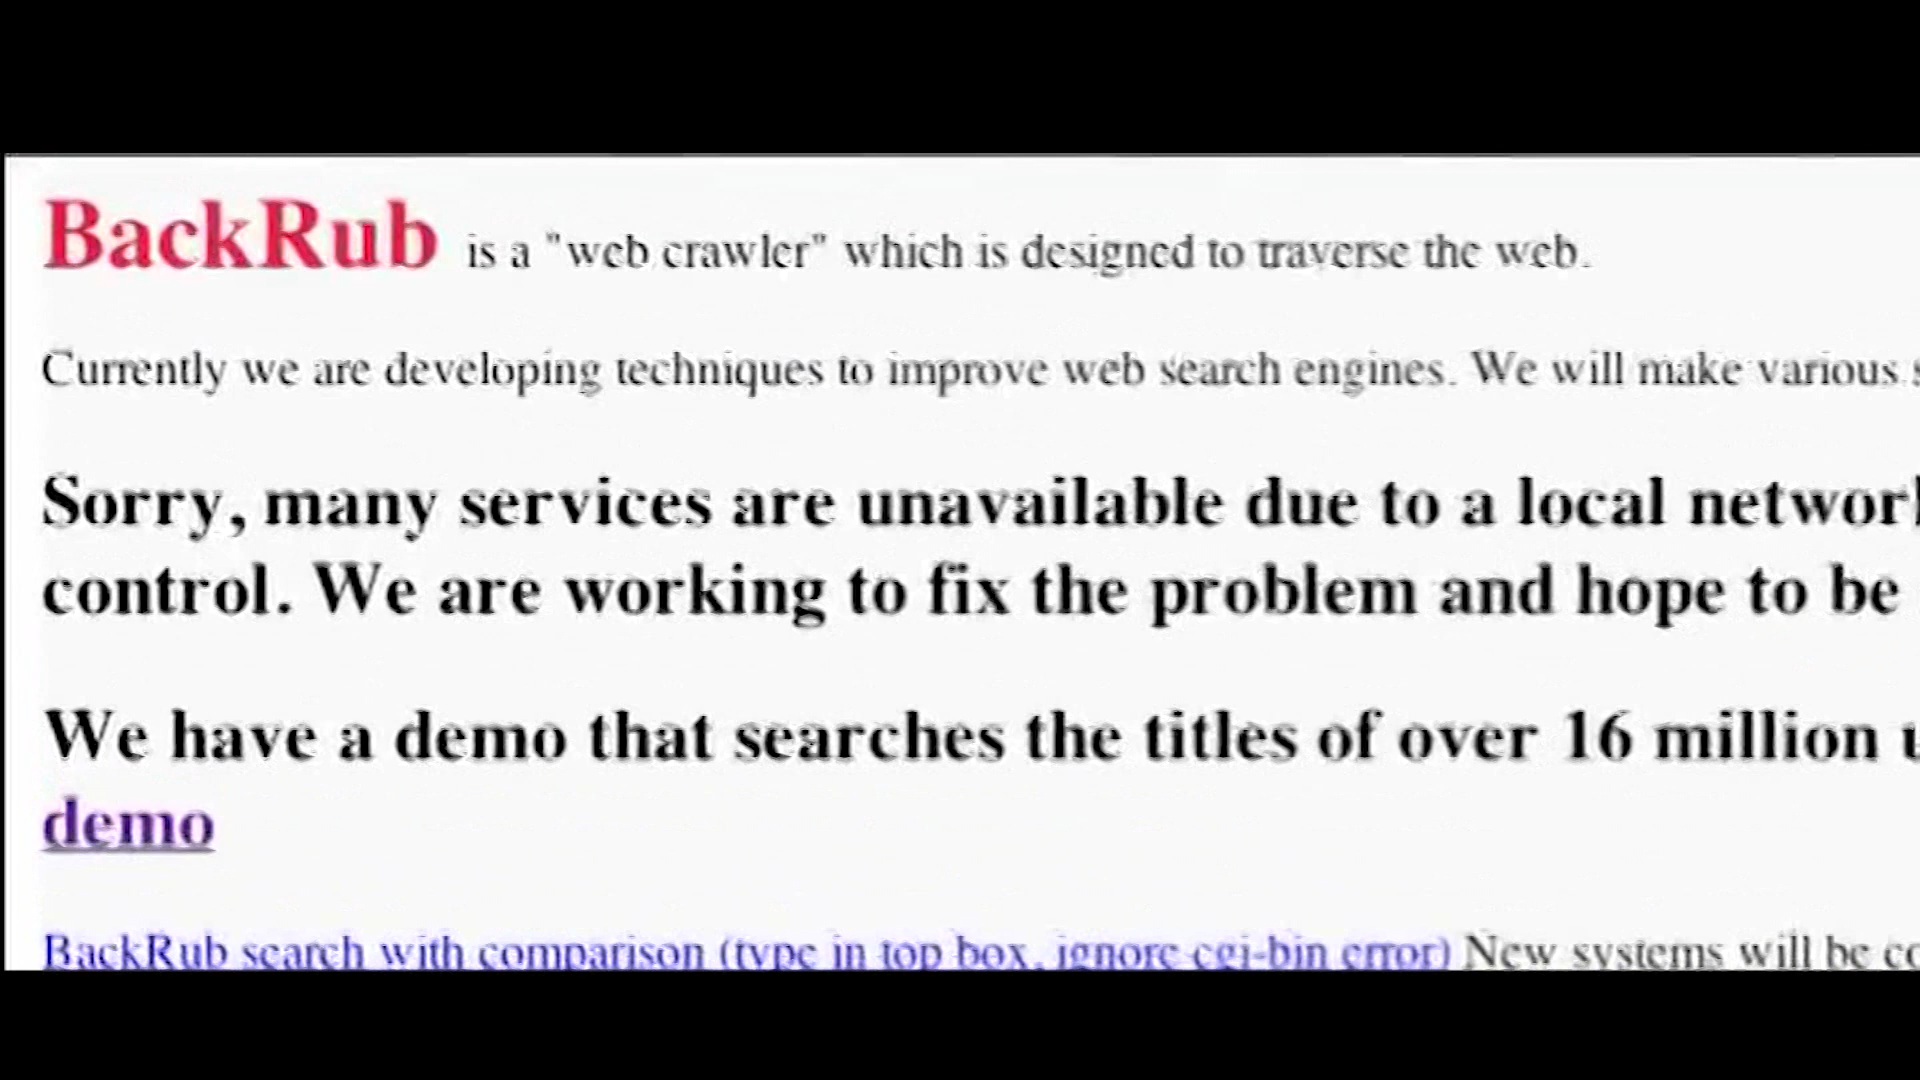 BackRub is a "web crawler" which is designed to traverse the web.
Currently we are developing techniques to improve web search engines. We will make various
Sorry, many services are unavailable due to a local network
control. We are working to fix the problem and hope to be
We have a demo that searches the titles of over 16 million
demo
BackRub search with comparison (type in top box, ignore cgi-bin error) New systems will be